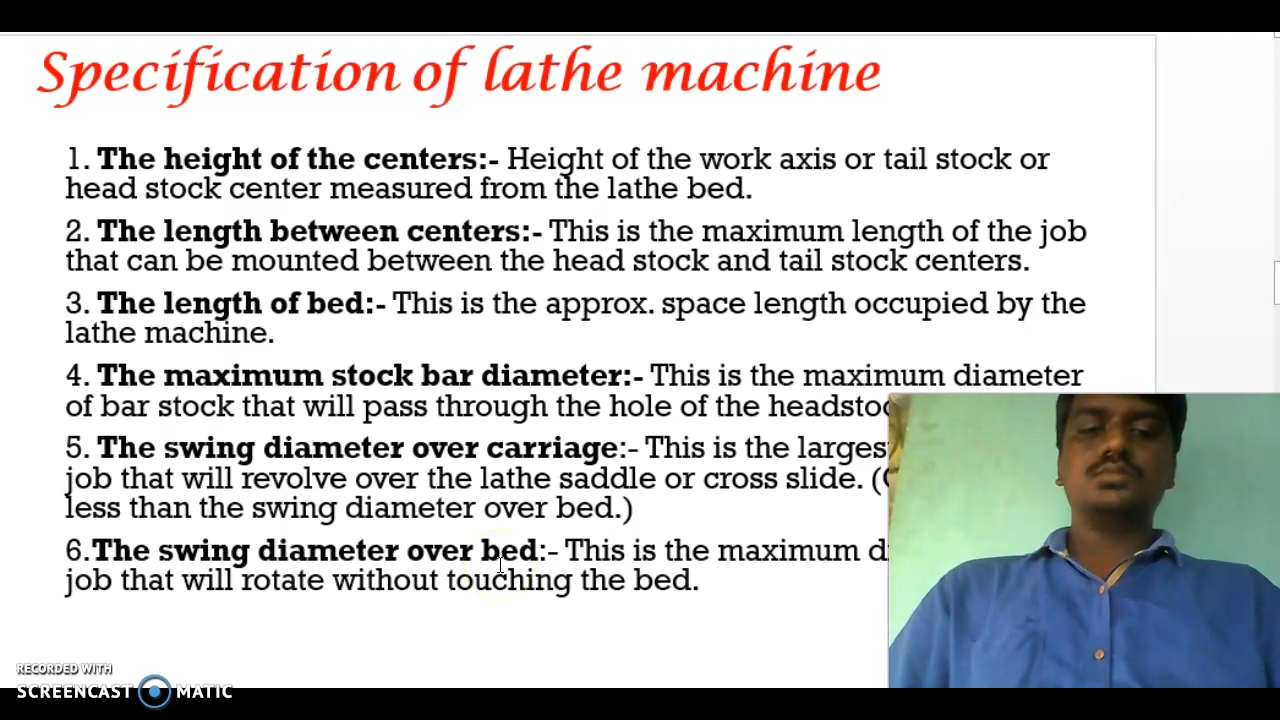 Specification of lathe machine
1. The height of the centers:- Height of the work axis or tail stock or
head stock center measured from the lathe bed.
2. The length between centers:- This is the maximum length of the job
that can be mounted between the head stock and tail stock centers.
3. The length of bed:- This is the approx. space length occupied by the
lathe machine.
4. The maximum stock bar diameter:- This is the maximum diameter
of bar stock that will pass through the hole of the
5. The swing diameter over carriage:- This is the
job that will revolve over the lathe saddle or cross slide. (
less than the swing diameter over bed.)
6.The swing diameter over bed:- This is the maximum
job that will rotate without touching the bed.
RECORDED WITH
SCREENCAST MATIC